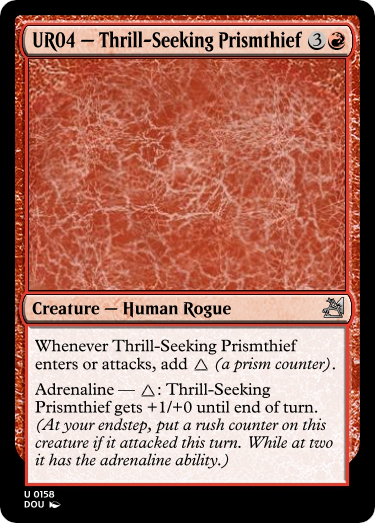 UR04 — Thrill-Seeking Prismthief 3
Creature — Human Rogue
Whenever Thrill-Seeking Prismthief
enters or attacks, add △ (a prism counter).
Adrenaline — △: Thrill-Seeking
Prismthief gets +1/+0 until end of turn.
(At your endstep, put a rush counter on this
creature if it attacked this turn. While at two
it has the adrenaline ability.)
U 0158
DOU